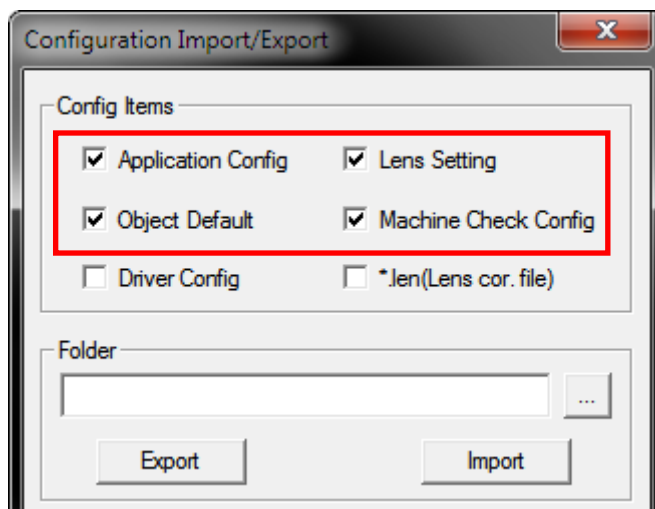 Configuration Import/Export
Config Items
Application Config Lens Setting
Object Default Machine Check Config
Driver Config *.len(Lens cor. file)
Folder
...
Export Import